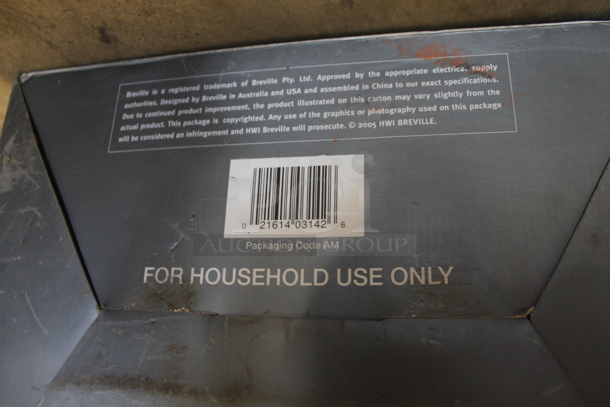 Breville is a registered trademark of Breville Pty. Ltd. Approved by the appropriate electrical supply
authorities. Designed by Breville in Australia and USA and assembled in China to our exact specifications.
Due to continued product improvement, the product illustrated on this carton may vary slightly from the
actual product. This package is copyrighted. Any use of the graphics or photography used on this package
will be considered an infringement and HWI Breville will prosecute. © 2005 HWI BREVILLE.
0 21614 03142 6
Packaging Code AM
AUCTION GROUP
FOR HOUSEHOLD USE ONLY